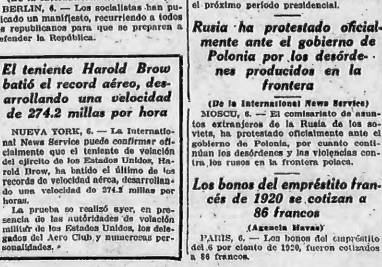 BERLIN, 6. — Los socialistas han pu-
blicado un manifiesto, recurriendo a todos
s republicanos para que se preparen a
efender la República.
El teniente Harold Brow
batió el record aéreo, des-
arrollando una velocidad
de 274.2 millas por hora
NUEVA YORK, 6. — La Internatio-
nal News Service puede confirmar ofi-
cialmente que el teniente de volación
del ejército de los Estados Unidos, Ha-
rold Brow, ha batido el último de los
records de velocidad aérea, desarrollan-
do una velocidad de 274.2 millas por
horas.
La prueba se realizó ayer, en pre-
sencia de las autoridades de volación
militar de los Estados Unidos, los dele-
gados del Aero Club, y numerosas per-
sonalidades.
el próximo período presidencial.
Rusia ha protestado oficial-
mente ante el gobierno de
Polonia por los desórde-
nes producidos en la
frontera
(De la International News Service)
MOSCU, 6. — El comisariato de asun-
tos extranjeros de la Rusia de los so-
viets, ha protestado oficialmente ante el
gobierno de Polonia, por cuanto conti-
núan los desórdenes y las violencias con-
tra los rusos en la frontera polaca.
Los bonos del empréstito fran-
cés de 1920 se cotizan a
86 francos
(Agencia Havas)
PARIS, 6. — Los bonos del empréstito
del 6 por ciento de 1920, fueron cotizados
a 86 francos.